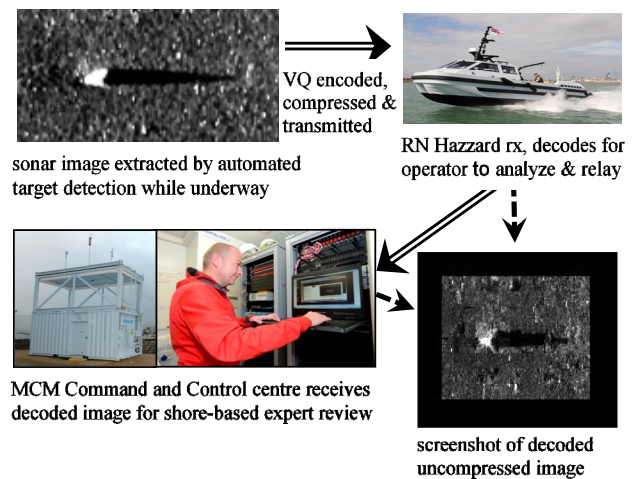 VQ encoded,
compressed &
transmitted
sonar image extracted by automated
target detection while underway
RN Hazzard rx, decodes for
operator to analyze & relay
MCM Command and Control centre receives
decoded image for shore-based expert review
screenshot of decoded
uncompressed image